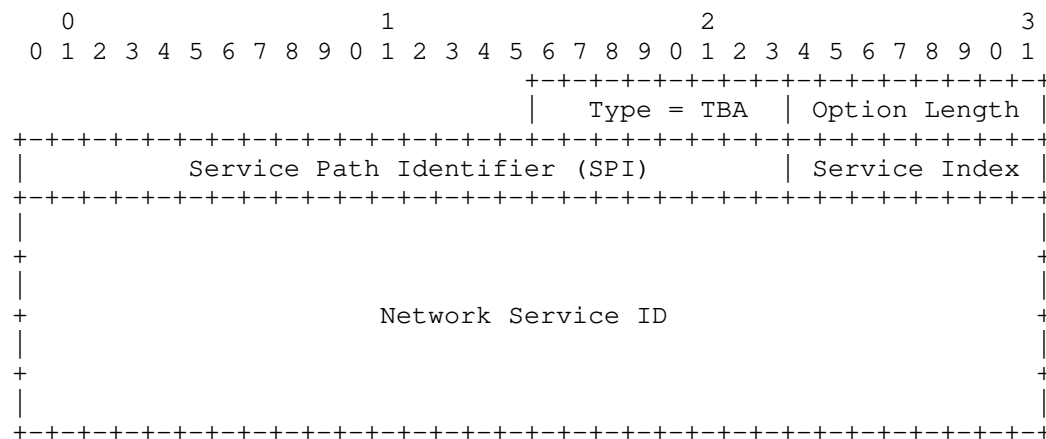 0                   1                   2                   3
 0 1 2 3 4 5 6 7 8 9 0 1 2 3 4 5 6 7 8 9 0 1 2 3 4 5 6 7 8 9 0 1
                                +-+-+-+-+-+-+-+-+-+-+-+-+-+-+-+-+
                                |   Type = TBA  | Option Length |
+-+-+-+-+-+-+-+-+-+-+-+-+-+-+-+-+-+-+-+-+-+-+-+-+-+-+-+-+-+-+-+-+
|          Service Path Identifier (SPI)        | Service Index |
+-+-+-+-+-+-+-+-+-+-+-+-+-+-+-+-+-+-+-+-+-+-+-+-+-+-+-+-+-+-+-+-+
|                                                               |
+                                                               +
|                                                               |
+                      Network Service ID                       +
|                                                               |
+                                                               +
|                                                               |
+-+-+-+-+-+-+-+-+-+-+-+-+-+-+-+-+-+-+-+-+-+-+-+-+-+-+-+-+-+-+-+-+